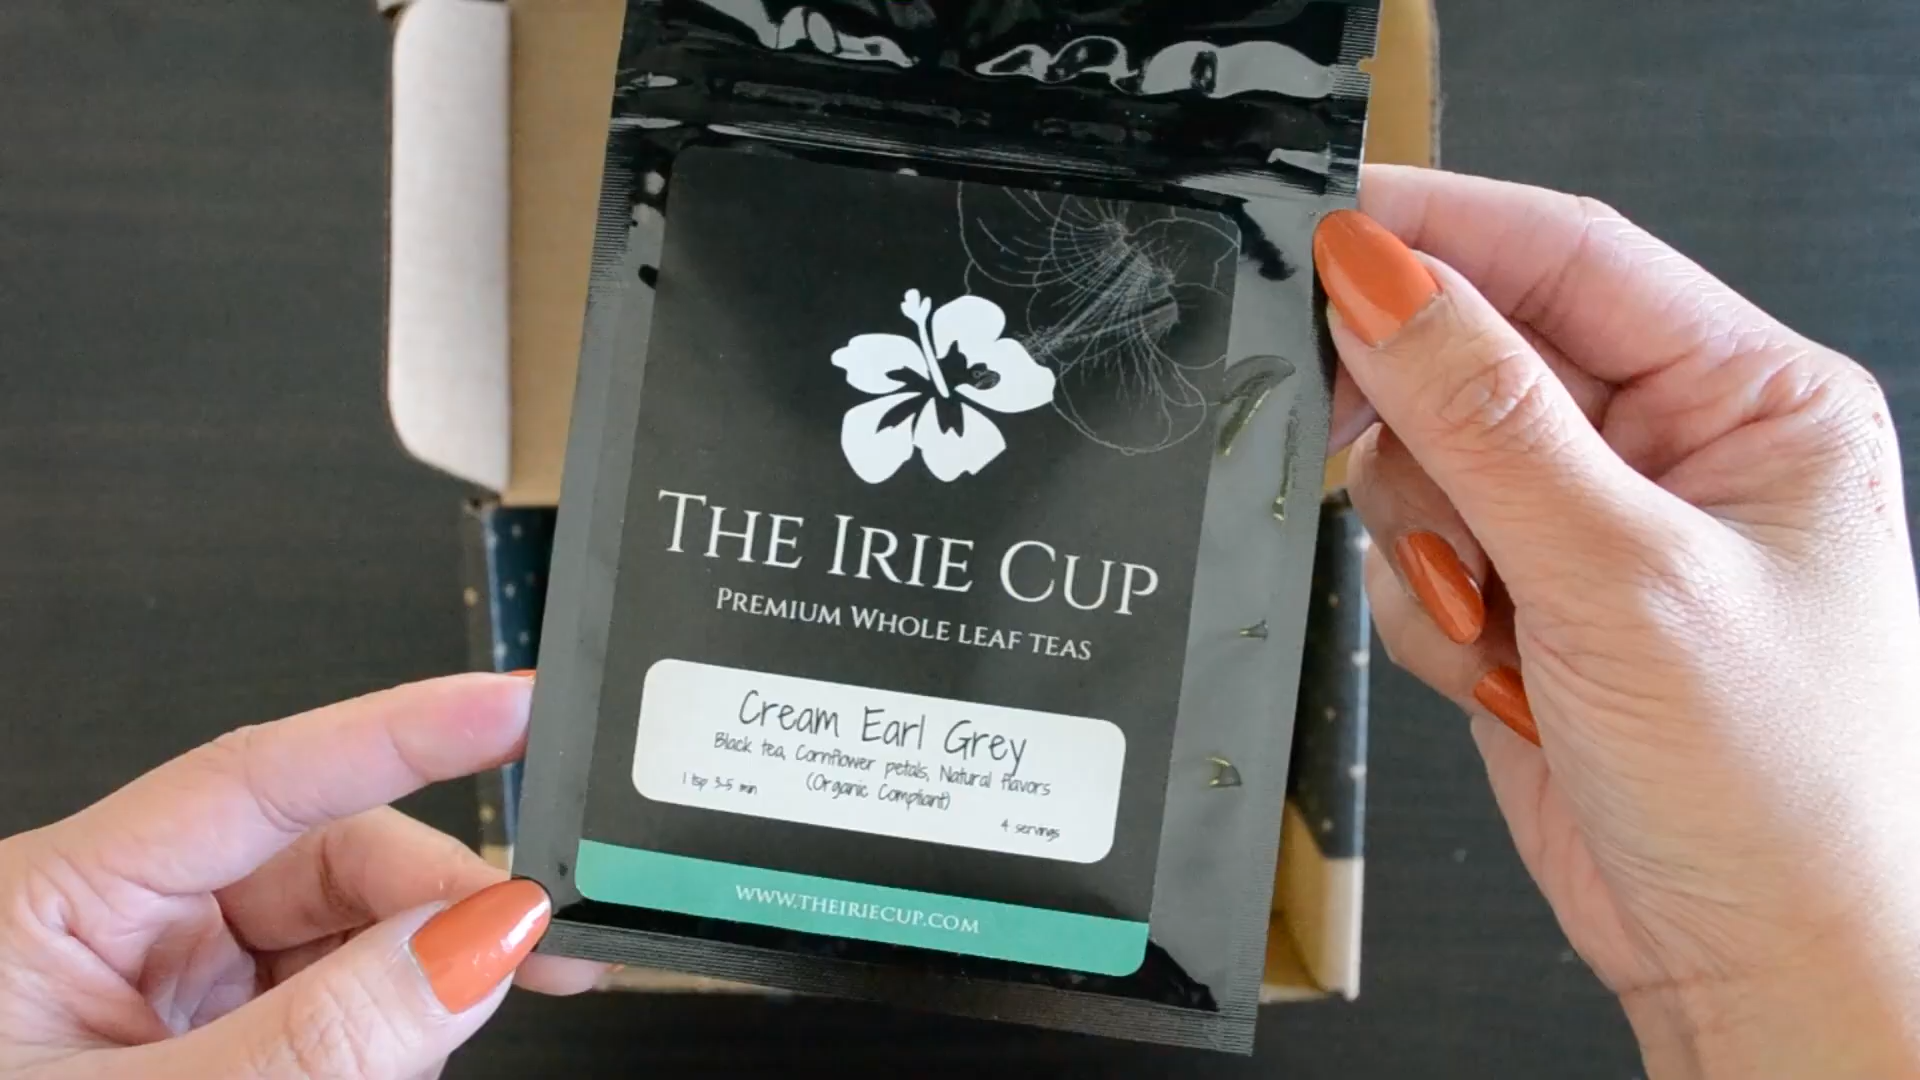 The Irie Cup
Premium Whole Leaf Teas
Cream Earl Grey
Black tea, Cornflower petals, Natural flavors
(Organic Compliant)
1 tsp 3-5 min
4 servings
www.theiriecup.com